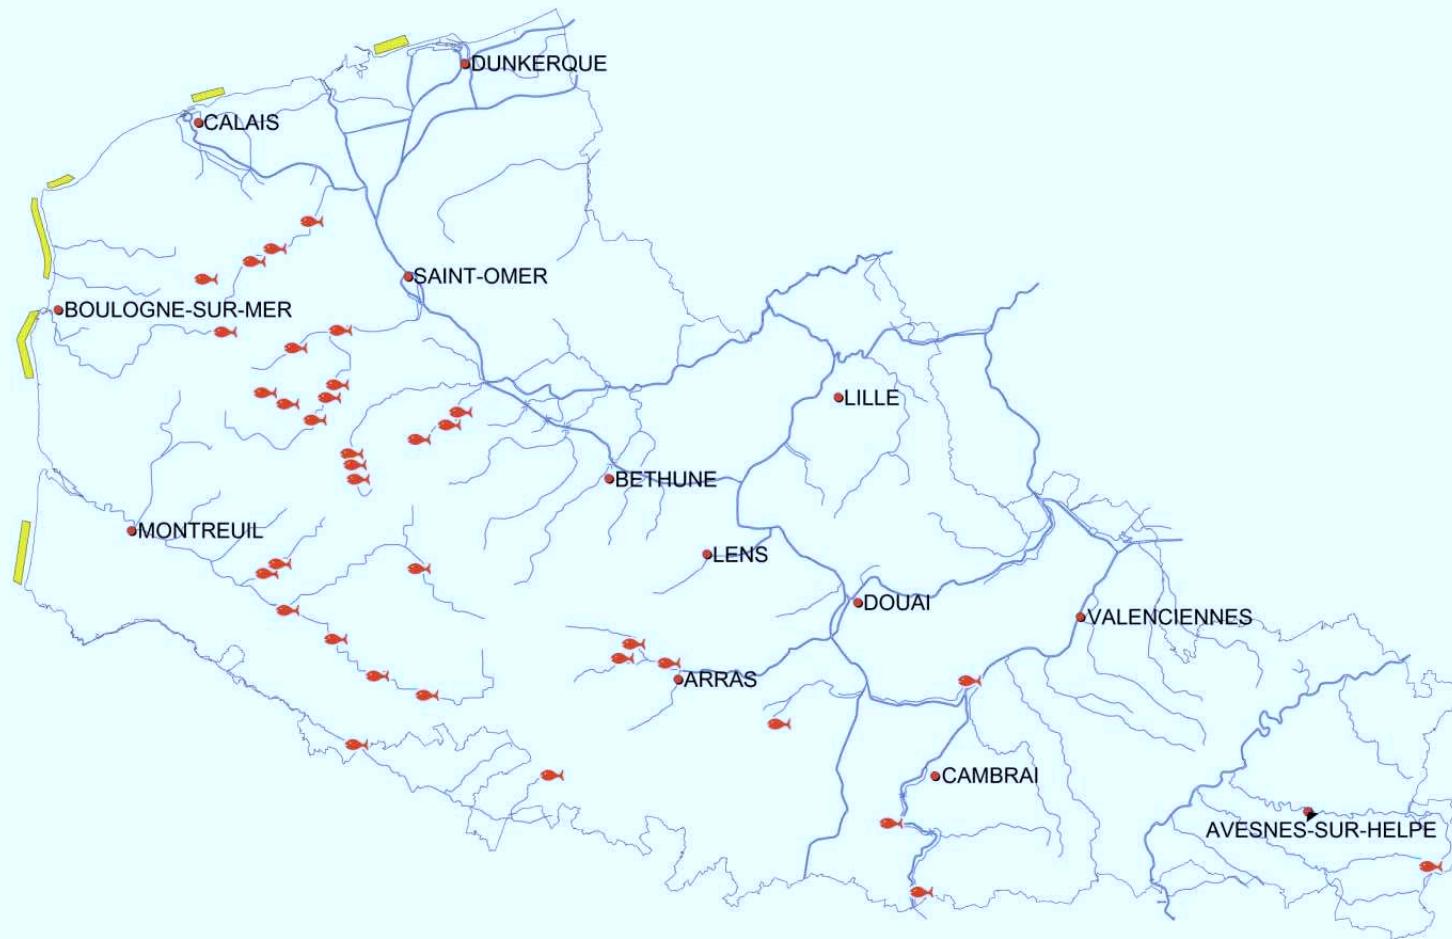 DUNKERQUE
CALAIS
SAINT-OMER
BOULOGNE-SUR-MER
LILLE
BETHUNE
MONTREUIL
LENS
DOUAI
VALENCIENNES
ARRAS
CAMBRAI
AVESNES-SUR-HELPE